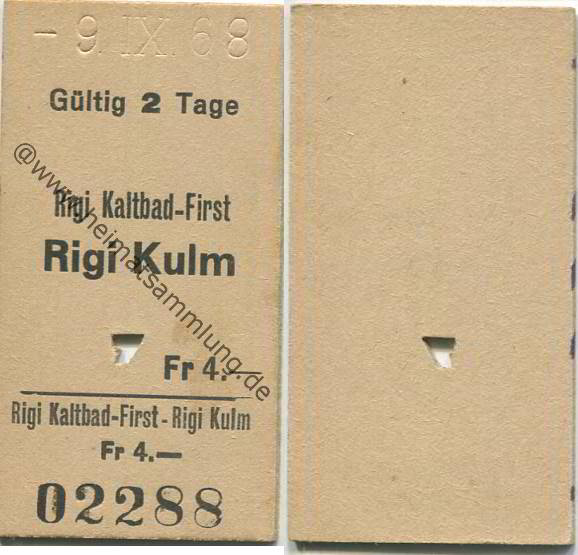 - 9. IX. 68
Gültig 2 Tage
Rigi Kaltbad-First
Rigi Kulm
Fr 4.—
Rigi Kaltbad-First - Rigi Kulm
Fr 4.—
02288
@www.heimatsammlung.de